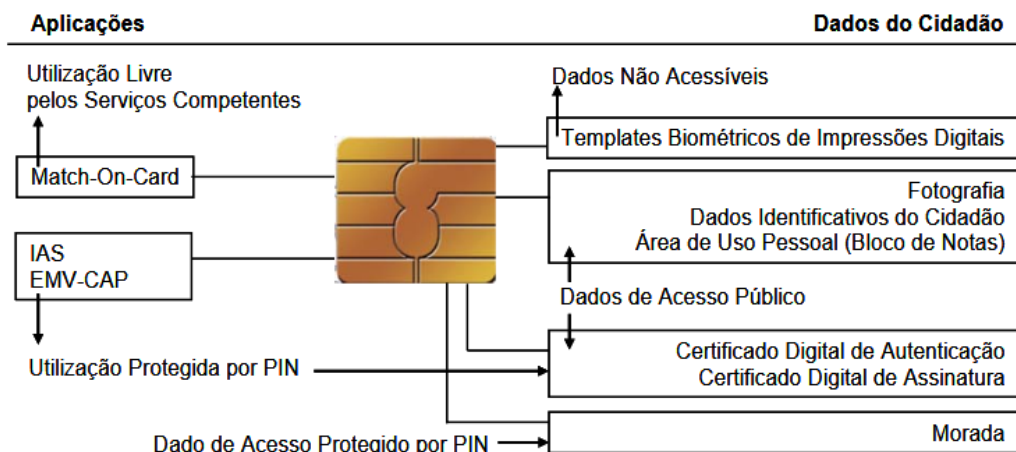 Aplicações
Dados do Cidadão
Utilização Livre
pelos Serviços Competentes
Match-On-Card
IAS
EMV-CAP
Utilização Protegida por PIN
Dado de Acesso Protegido por PIN
Dados Não Acessíveis
Templates Biométricos de Impressões Digitais
Fotografia
Dados Identificativos do Cidadão
Área de Uso Pessoal (Bloco de Notas)
Dados de Acesso Público
Certificado Digital de Autenticação
Certificado Digital de Assinatura
Morada